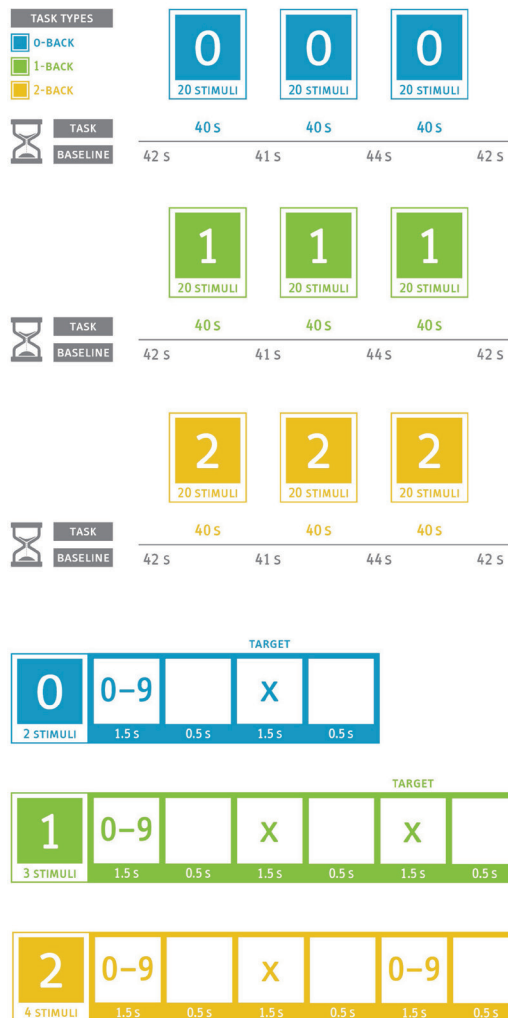 TASK TYPES
0-BACK
1-BACK
2-BACK
0 0 0
20 STIMULI 20 STIMULI 20 STIMULI
TASK 40 s 40 s 40 s
BASELINE 42 s 41 s 44 s 42 s
1 1 1
20 STIMULI 20 STIMULI 20 STIMULI
TASK 40 s 40 s 40 s
BASELINE 42 s 41 s 44 s 42 s
2 2 2
20 STIMULI 20 STIMULI 20 STIMULI
TASK 40 s 40 s 40 s
BASELINE 42 s 41 s 44 s 42 s
TARGET
0 0–9 X
2 STIMULI 1.5 s 0.5 s 1.5 s 0.5 s
TARGET
1 0–9 X X
3 STIMULI 1.5 s 0.5 s 1.5 s 0.5 s 1.5 s 0.5 s
2 0–9 X 0–9
4 STIMULI 1.5 s 0.5 s 1.5 s 0.5 s 1.5 s 0.5 s